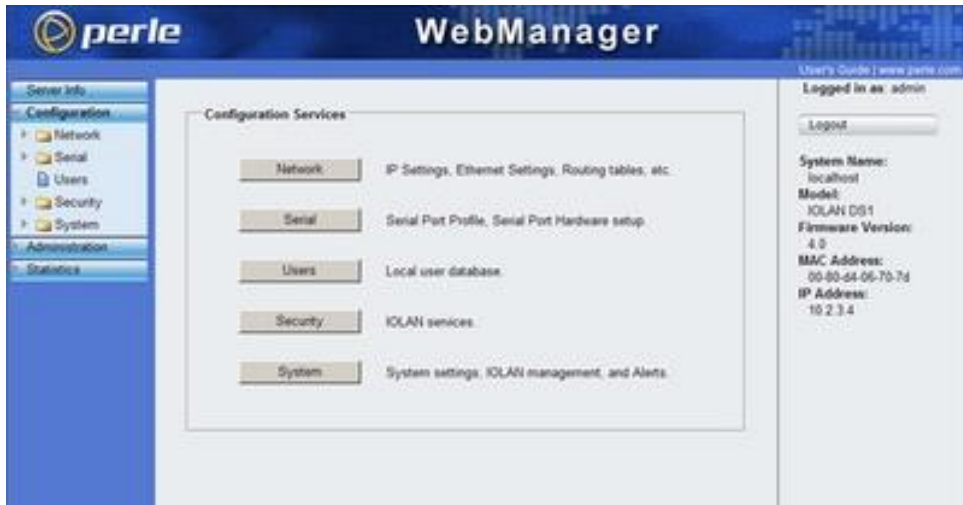 perle
WebManager
User's Guide | www.perle.com
Server Info
Configuration
Network
Serial
Users
Security
System
Administration
Statistics
Configuration Services
Network IP Settings, Ethernet Settings, Routing tables, etc.
Serial Serial Port Profile, Serial Port Hardware setup.
Users Local user database.
Security IOLAN services.
System System settings, IOLAN management, and Alerts.
Logged in as: admin
Logout
System Name:
localhost
Model:
IOLAN DS1
Firmware Version:
4.0
MAC Address:
00-80-d4-06-70-7d
IP Address:
10.2.3.4